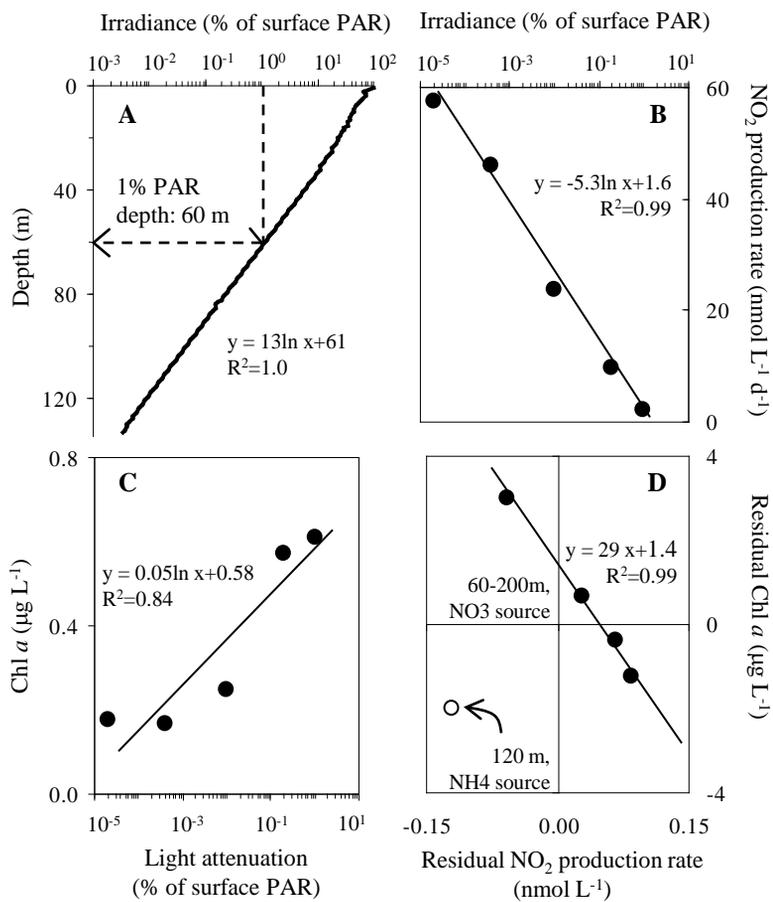 Irradiance (% of surface PAR)
10-3 10-2 10-1 100 101 102
0
40
80
120
Depth (m)
A
1% PAR
depth: 60 m
y = 13ln x+61
R2=1.0
Irradiance (% of surface PAR)
10-5 10-3 10-1 101
B
y = -5.3ln x+1.6
R2=0.99
60
40
20
0
NO2 production rate (nmol L-1 d-1)
0.8
0.4
0.0
Chl a (µg L-1)
C
y = 0.05ln x+0.58
R2=0.84
10-5 10-3 10-1 101
Light attenuation
(% of surface PAR)
D
y = 29 x+1.4
R2=0.99
60-200m,
NO3 source
120 m,
NH4 source
4
0
-4
Residual Chl a (µg L-1)
-0.15 0.00 0.15
Residual NO2 production rate
(nmol L-1)